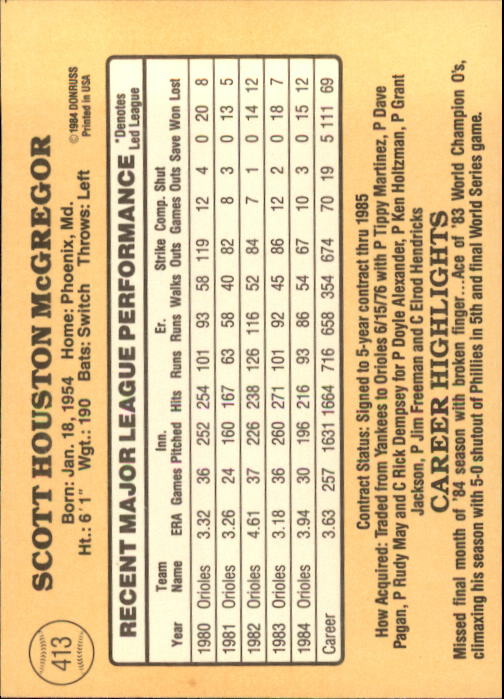 413
SCOTT HOUSTON McGREGOR
Born: Jan. 18, 1954 Home: Phoenix, Md.
Ht.: 6'1" Wgt.: 190 Bats: Switch Throws: Left
©1984 DONRUSS
Printed in USA
RECENT MAJOR LEAGUE PERFORMANCE
*Denotes
Led League
Team Inn. Er. Strike Comp. Shut
Year Name ERA Games Pitched Hits Runs Runs Walks Outs Games Outs Save Won Lost
1980 Orioles 3.32 36 252 254 101 93 58 119 12 4 0 20 8
1981 Orioles 3.26 24 160 167 63 58 40 82 8 3 0 13 5
1982 Orioles 4.61 37 226 238 126 116 52 84 7 1 0 14 12
1983 Orioles 3.18 36 260 271 101 92 45 86 12 2 0 18 7
1984 Orioles 3.94 30 196 216 93 86 54 67 10 3 0 15 12
Career 3.63 257 1631 1664 716 658 354 674 70 19 5 111 69
Contract Status: Signed to 5-year contract thru 1985
How Acquired: Traded from Yankees to Orioles 6/15/76 with P Tippy Martinez, P Dave
Pagan, P Rudy May and C Rick Dempsey for P Doyle Alexander, P Ken Holtzman, P Grant
Jackson, P Jim Freeman and C Elrod Hendricks
CAREER HIGHLIGHTS
Missed final month of '84 season with broken finger...Ace of '83 World Champion O's,
climaxing his season with 5-0 shutout of Phillies in 5th and final World Series game.